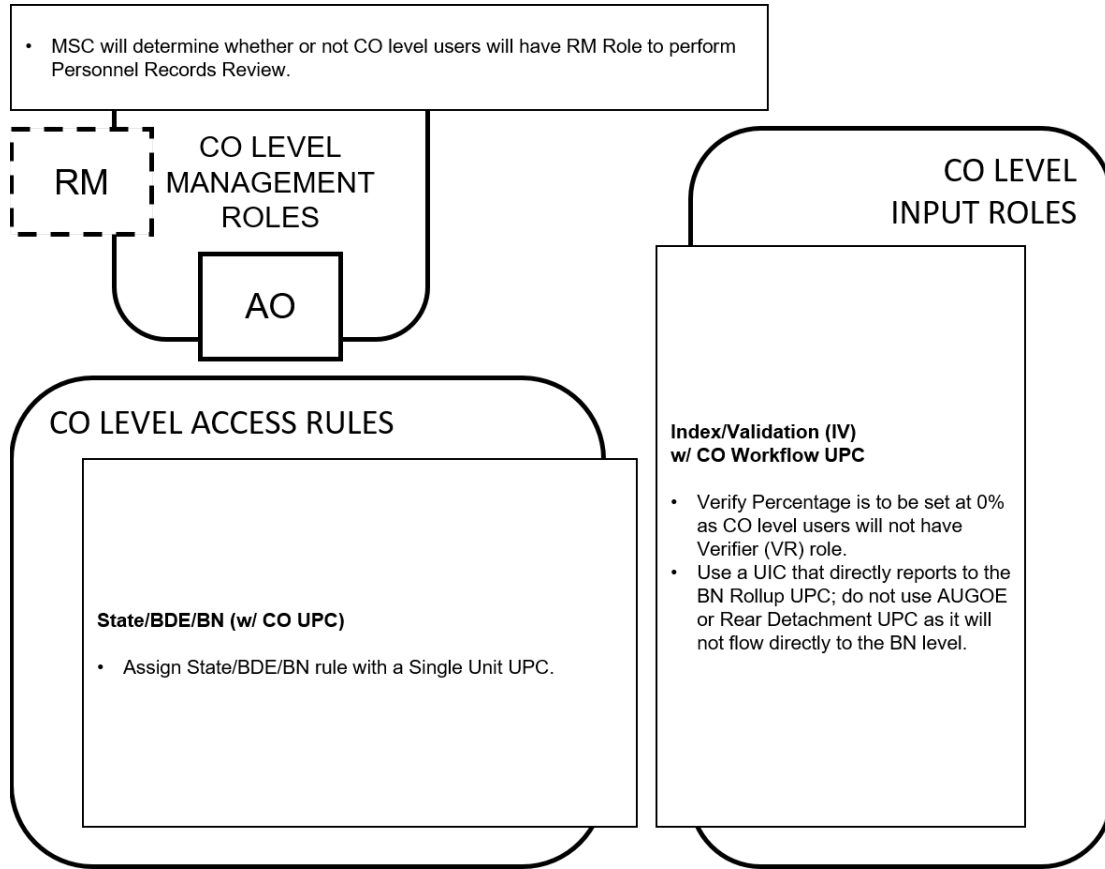 • MSC will determine whether or not CO level users will have RM Role to perform
Personnel Records Review.
RM
CO LEVEL
MANAGEMENT
ROLES
AO
CO LEVEL
INPUT ROLES
CO LEVEL ACCESS RULES
State/BDE/BN (w/ CO UPC)
• Assign State/BDE/BN rule with a Single Unit UPC.
Index/Validation (IV)
w/ CO Workflow UPC
• Verify Percentage is to be set at 0%
as CO level users will not have
Verifier (VR) role.
• Use a UIC that directly reports to the
BN Rollup UPC; do not use AUGOE
or Rear Detachment UPC as it will
not flow directly to the BN level.